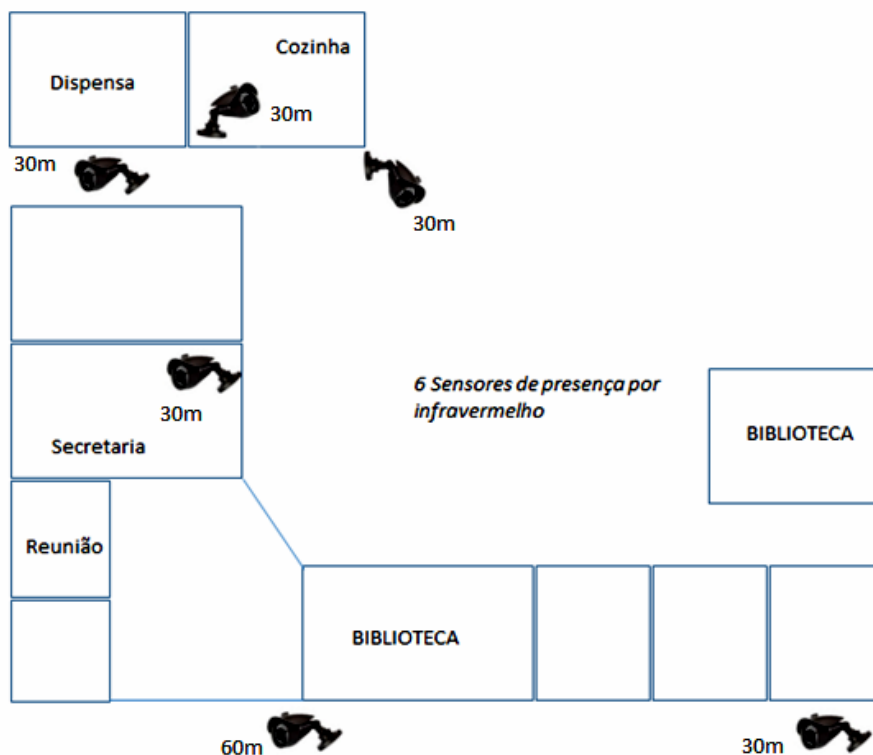 Cozinha
Dispensa
30m
30m
30m
6 Sensores de presença por
infravermelho
30m
BIBLIOTECA
Secretaria
Reunião
BIBLIOTECA
60m
30m